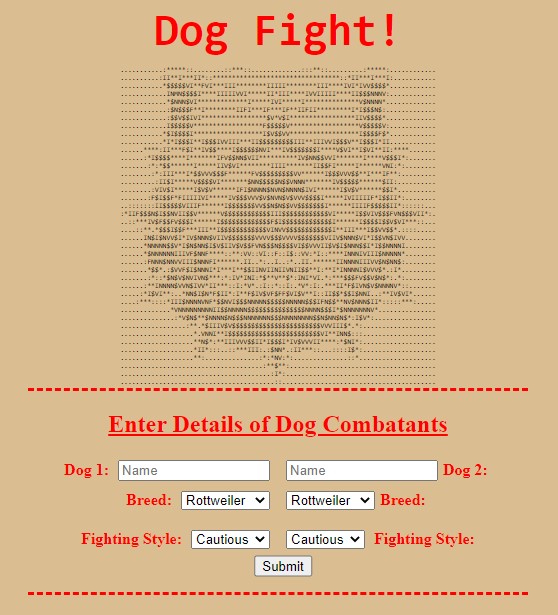 Dog Fight!
Enter Details of Dog Combatants
Dog 1: Name Name Dog 2:
Breed: Rottweiler Rottweiler Breed:
Fighting Style: Cautious Cautious Fighting Style:
Submit